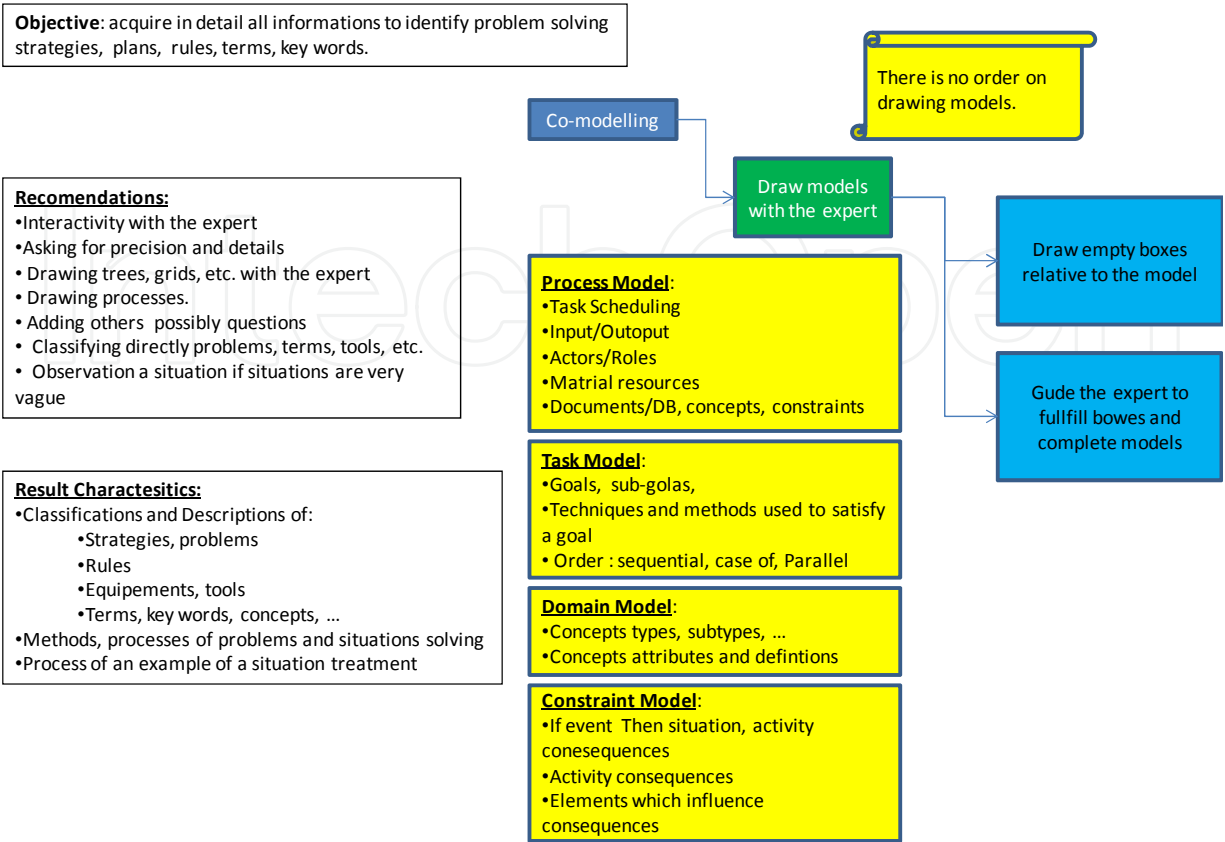 Objective: acquire in detail all informations to identify problem solving
strategies, plans, rules, terms, key words.
There is no order on
drawing models.
Co-modelling
Draw models
with the expert
Draw empty boxes
relative to the model
Gude the expert to
fullfill bowes and
complete models
Recomendations:
•Interactivity with the expert
•Asking for precision and details
• Drawing trees, grids, etc. with the expert
• Drawing processes.
• Adding others possibly questions
• Classifying directly problems, terms, tools, etc.
• Observation a situation if situations are very
vague
Result Charactesitics:
•Classifications and Descriptions of:
•Strategies, problems
•Rules
•Equipements, tools
•Terms, key words, concepts, …
•Methods, processes of problems and situations solving
•Process of an example of a situation treatment
Process Model:
•Task Scheduling
•Input/Outoput
•Actors/Roles
•Matrial resources
•Documents/DB, concepts, constraints
Task Model:
•Goals, sub-golas,
•Techniques and methods used to satisfy
a goal
• Order : sequential, case of, Parallel
Domain Model:
•Concepts types, subtypes, …
•Concepts attributes and defintions
Constraint Model:
•If event Then situation, activity
conesequences
•Activity consequences
•Elements which influence
consequences
IntechOpen